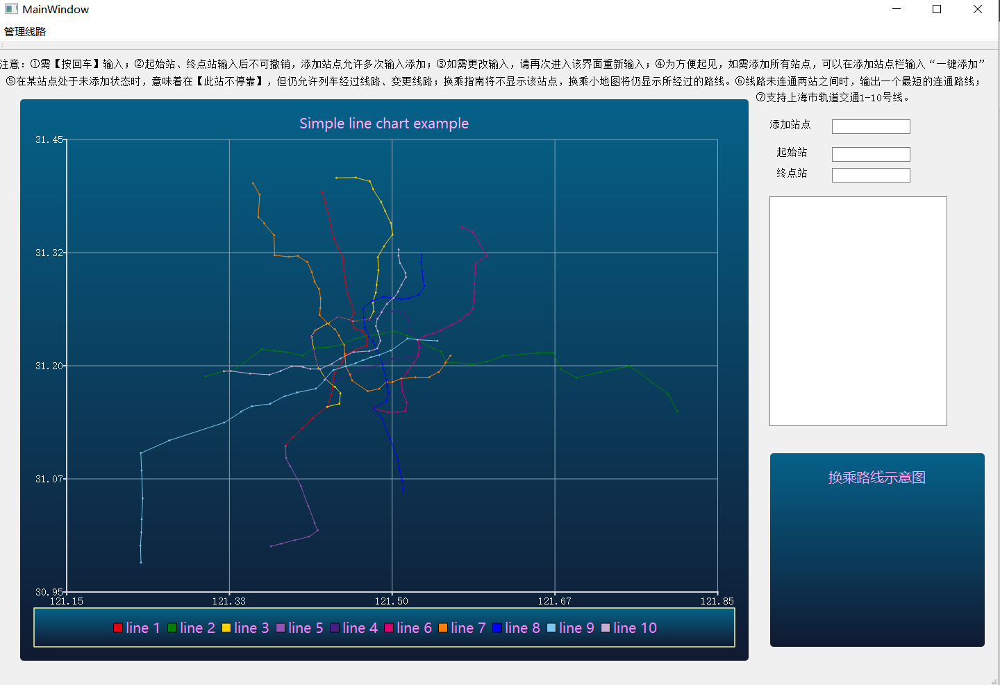 MainWindow
管理线路
注意：①需【按回车】输入；②起始站、终点站输入后不可撤销，添加站点允许多次输入添加；③如需更改输入，请再次进入该界面重新输入；④为方便起见，如需添加所有站点，可以在添加站点栏输入“一键添加”
⑤在某站点处于未添加状态时，意味着在【此站不停靠】，但仍允许列车经过线路、变更线路；换乘指南将不显示该站点，换乘小地图将仍显示所经过的路线。⑥线路未连通两站之间时，输出一个最短的连通路线；
⑦支持上海市轨道交通1-10号线。
Simple line chart example
31.45
31.32
31.20
31.07
30.95
121.15 121.33 121.50 121.67 121.85
line 1 line 2 line 3 line 5 line 4 line 6 line 7 line 8 line 9 line 10
添加站点
起始站
终点站
换乘路线示意图